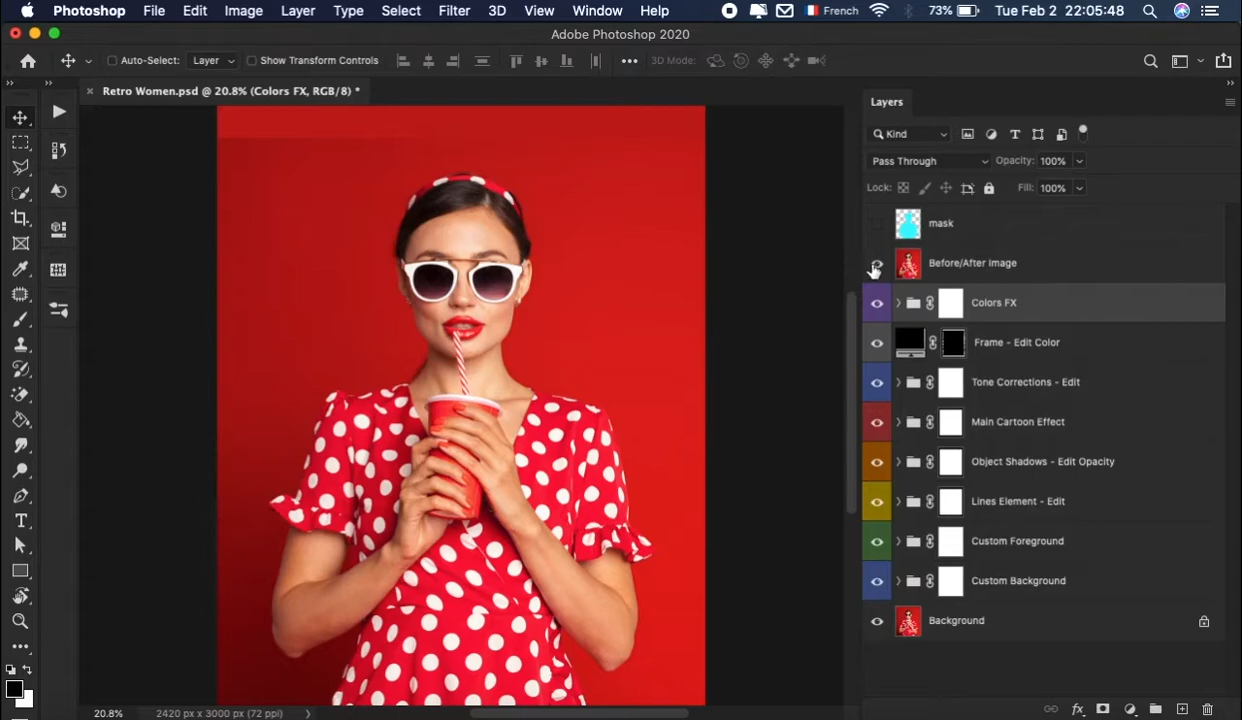 Photoshop File Edit Image Layer Type Select Filter 3D View Window Help French 73% Tue Feb 2 22:05:48
Adobe Photoshop 2020
Auto-Select: Layer Show Transform Controls 3D Mode:
Retro Women.psd @ 20.8% (Colors FX, RGB/8) *
Layers
Kind
Pass Through Opacity: 100%
Lock: Fill: 100%
mask
Before/After Image
Colors FX
Frame - Edit Color
Tone Corrections - Edit
Main Cartoon Effect
Object Shadows - Edit Opacity
Lines Element - Edit
Custom Foreground
Custom Background
Background
20.8% 2420 px x 3000 px (72 ppi)